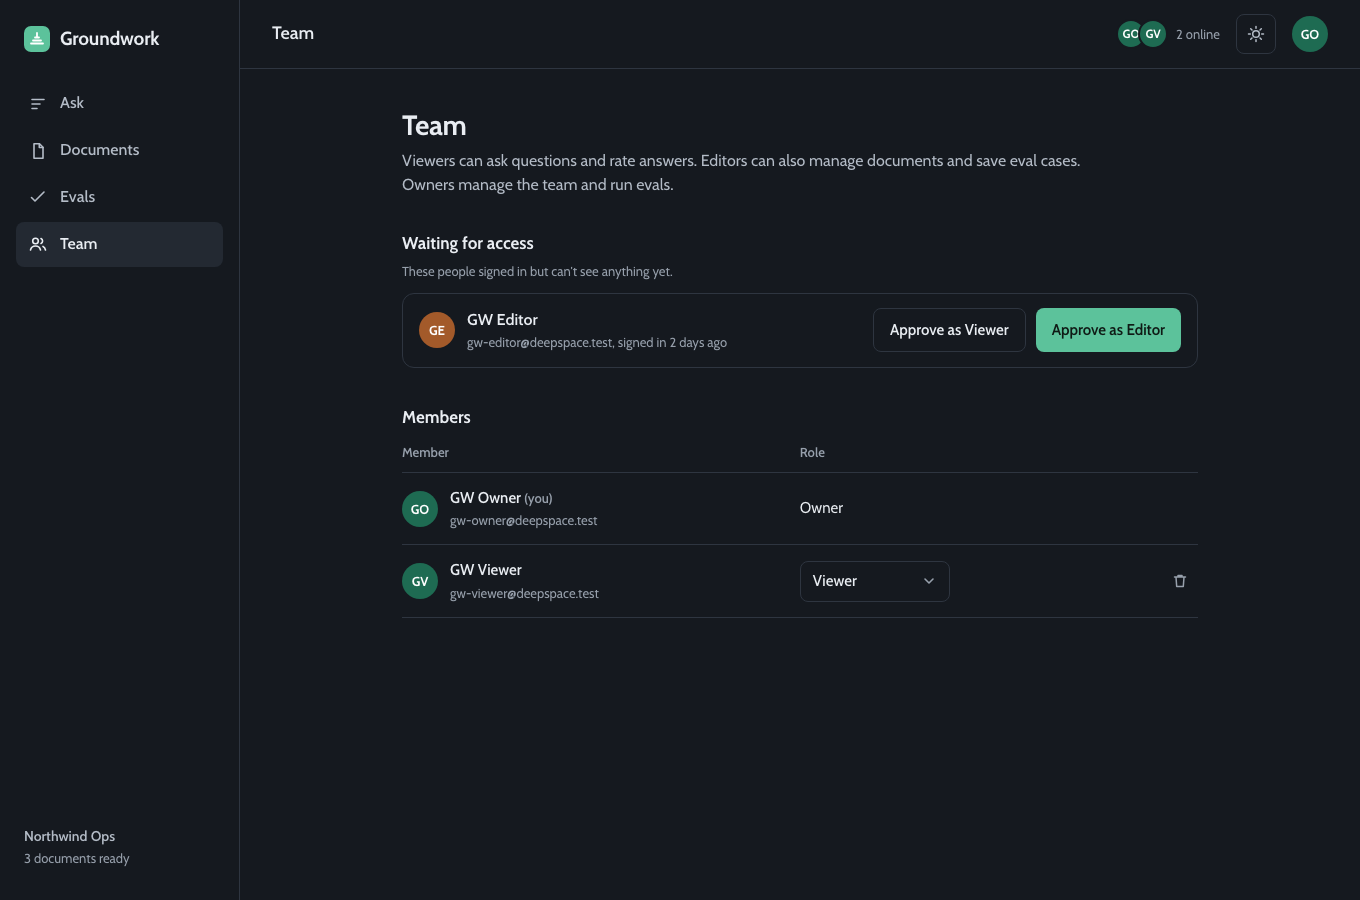 Groundwork
Ask
Documents
Evals
Team
Northwind Ops
3 documents ready
Team
GO GV 2 online
GO
Team
Viewers can ask questions and rate answers. Editors can also manage documents and save eval cases.
Owners manage the team and run evals.
Waiting for access
These people signed in but can't see anything yet.
GE
GW Editor
gw-editor@deepspace.test, signed in 2 days ago
Approve as Viewer
Approve as Editor
Members
Member Role
GO
GW Owner (you)
gw-owner@deepspace.test
Owner
GV
GW Viewer
gw-viewer@deepspace.test
Viewer